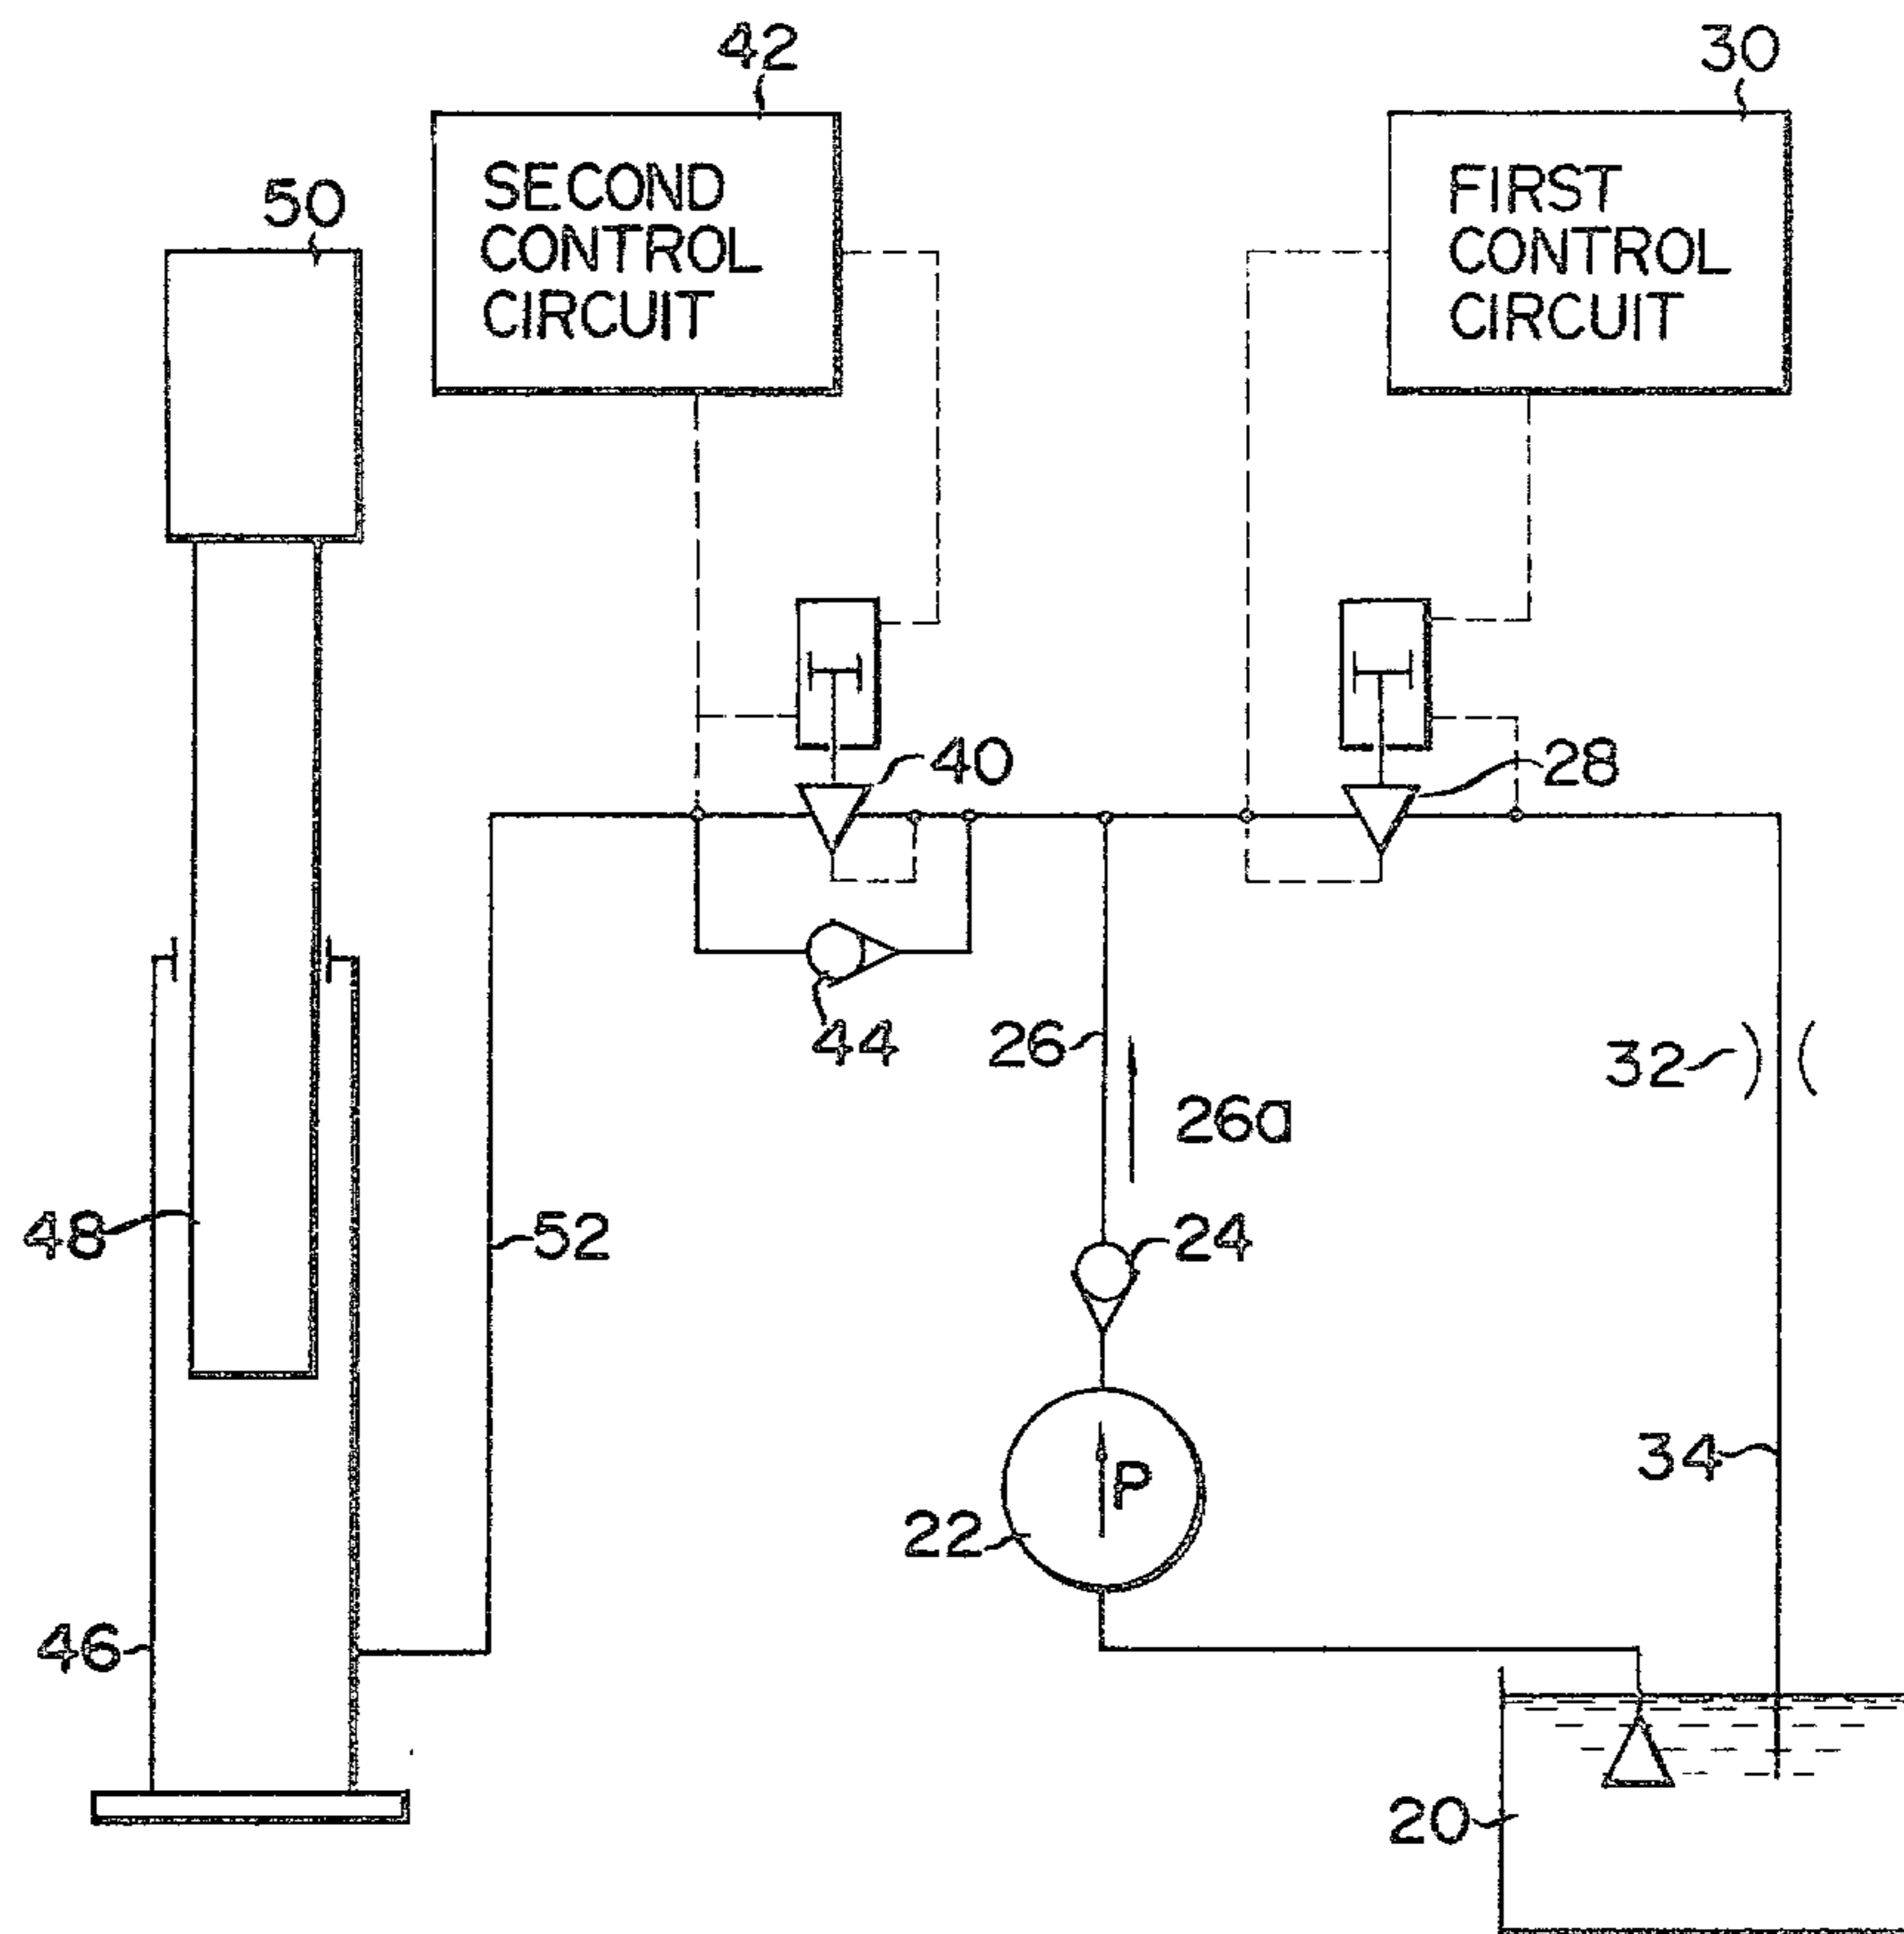 42
30
50
SECOND
CONTROL
CIRCUIT
FIRST
CONTROL
CIRCUIT
40
28
44
26
32
26a
48
52
24
34
P
22
46
20